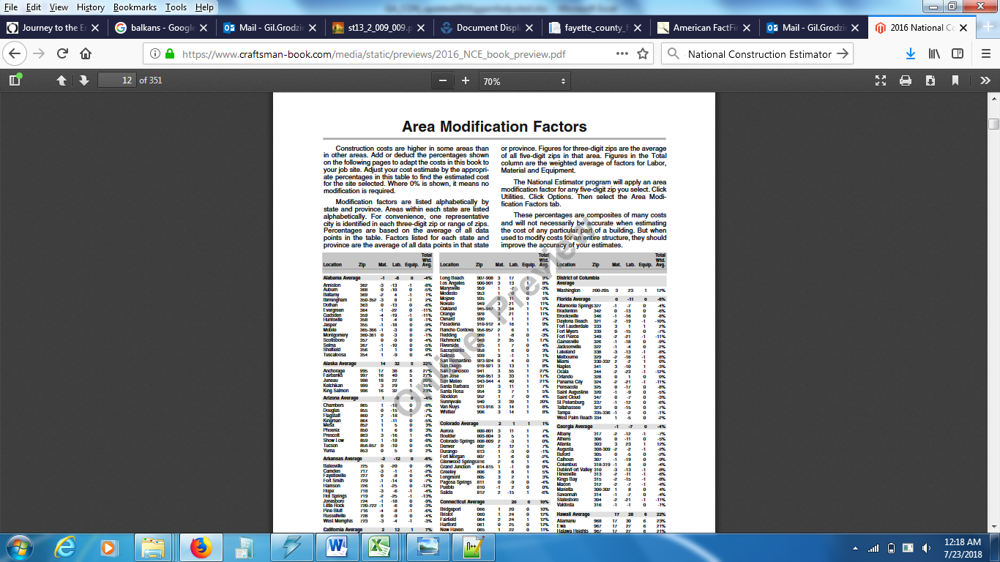 File Edit View History Bookmarks Tools Help
Journey to the E
balkans - Google
Mail - Gil.Grodzi
st13_2_009_009.p
Document Displ
fayette_county_f
American FactFi
Mail - Gil.Grodzi
2016 National C
https://www.craftsman-book.com/media/static/previews/2016_NCE_book_preview.pdf
National Construction Estimator
12 of 351
70%
Area Modification Factors
Construction costs are higher in some areas than
in other areas. Add or deduct the percentages shown
on the following pages to adapt the costs in this book to
your job site. Adjust your cost estimate by the appropri-
ate percentages in this table to find the estimated cost
for the site selected. Where 0% is shown, it means no
modification is required.
Modification factors are listed alphabetically by
state and province. Areas within each state are listed
alphabetically. For convenience, one representative
city is identified in each three-digit zip or range of zips.
Percentages are based on the average of all data
points in the table. Factors listed for each state and
province are the average of all data points in that state
or province. Figures for three-digit zips are the average
of all five-digit zips in that area. Figures in the Total
column are the weighted average of factors for Labor,
Material and Equipment.
The National Estimator program will apply an area
modification factor for any five-digit zip you select. Click
Utilities. Click Options. Then select the Area Modi-
fication Factors tab.
These percentages are composites of many costs
and will not necessarily be accurate when estimating
the cost of any particular part of a building. But when
used to modify costs for an entire structure, they should
improve the accuracy of your estimates.
Online Preview
Location Zip Mat. Lab. Equip. Total Wtd. Avg.
Alabama Average -1 -8 0 -4%
Anniston 362 -3 -13 -1 -8%
Auburn 368 0 -10 0 -5%
Bellamy 369 -2 4 -1 1%
Birmingham 350-352 -3 8 -1 2%
Dothan 363 0 -13 0 -6%
Evergreen 364 -1 -22 0 -11%
Gadsden 359 -4 -19 -1 -11%
Huntsville 358 1 -4 0 -1%
Jasper 355 -1 -18 0 -9%
Mobile 365-366 -1 -3 0 -2%
Montgomery 360-361 0 -3 0 -1%
Scottsboro 357 0 -9 0 -4%
Selma 367 -1 -10 0 -5%
Sheffield 356 -1 1 0 0%
Tuscaloosa 354 1 -9 0 -4%
Alaska Average 14 32 5 22%
Anchorage 995 17 38 6 27%
Fairbanks 997 16 40 5 27%
Juneau 998 18 22 6 20%
Ketchikan 999 3 29 1 15%
King Salmon 996 16 32 5 23%
Arizona Average 1 -9 0 -4%
Chambers 865 1 -18 0 -8%
Douglas 855 0 -15 0 -7%
Flagstaff 860 2 -18 1 -7%
Kingman 864 1 -11 0 -5%
Mesa 852 1 5 0 3%
Phoenix 850 1 6 0 3%
Prescott 863 3 -16 1 -6%
Show Low 859 1 -18 0 -8%
Tucson 856-857 0 -10 0 -5%
Yuma 853 0 5 0 2%
Arkansas Average -2 -12 0 -6%
Batesville 725 0 -20 0 -9%
Camden 717 -3 -1 -1 -2%
Fayetteville 727 0 -8 0 -4%
Fort Smith 729 -1 -14 0 -7%
Harrison 726 -1 -25 0 -12%
Hope 718 -3 -6 -1 -4%
Hot Springs 719 -2 -25 -1 -13%
Jonesboro 724 -1 -18 0 -9%
Little Rock 720-722 -1 -6 0 -3%
Pine Bluff 716 -4 -8 -1 -6%
Russellville 728 0 -9 0 -4%
West Memphis 723 -3 -4 -1 -3%
California Average 2 12 1 7%
Location Zip Mat. Lab. Equip. Total Wtd. Avg.
Long Beach 907-908 3 17 1 9%
Los Angeles 900-901 3 13 1 8%
Marysville 959 1 -7 0 -3%
Modesto 953 1 0 0 1%
Mojave 935 0 11 0 5%
Novato 949 3 21 1 11%
Oakland 945-947 3 34 1 17%
Orange 928 3 21 1 11%
Oxnard 930 3 1 1 2%
Pasadena 910-912 4 16 1 9%
Rancho Cordova 956-957 2 6 1 4%
Redding 960 1 -8 0 -3%
Richmond 948 2 35 1 17%
Riverside 925 1 7 0 4%
Sacramento 958 1 6 0 3%
Salinas 939 3 -1 1 1%
San Bernardino 923-924 0 4 0 2%
San Diego 919-921 3 13 1 8%
San Francisco 941 3 55 1 27%
San Jose 950-951 3 33 1 17%
San Mateo 943-944 4 40 1 21%
Santa Barbara 931 3 11 1 7%
Santa Rosa 954 3 7 1 5%
Stockton 952 1 7 0 4%
Sunnyvale 940 3 39 1 20%
Van Nuys 913-916 3 14 1 8%
Whittier 906 3 14 1 8%
Colorado Average 2 1 1 1%
Aurora 800-801 3 11 1 7%
Boulder 803-804 3 5 1 4%
Colorado Springs 808-809 2 -3 1 0%
Denver 802 2 12 1 7%
Durango 813 1 -3 0 -1%
Fort Morgan 807 1 -6 0 -2%
Glenwood Springs 816 2 6 1 4%
Grand Junction 814-815 1 -1 0 0%
Greeley 806 3 8 1 5%
Longmont 805 3 2 1 3%
Pagosa Springs 811 0 -9 0 -4%
Pueblo 810 -1 2 0 0%
Salida 812 2 -15 1 -6%
Connecticut Average 20 0 10%
Bridgeport 066 1 20 0 10%
Bristol 060 1 24 0 12%
Fairfield 064 2 24 1 12%
Hartford 061 0 25 0 12%
New Haven 065 1 22 0 11%
Location Zip Mat. Lab. Equip. Total Wtd. Avg.
District of Columbia
Average
Washington 200-205 3 23 1 12%
Florida Average 0 -11 0 -6%
Altamonte Springs 327 -1 -7 0 -4%
Bradenton 342 0 -13 0 -6%
Brooksville 346 -1 -16 0 -8%
Daytona Beach 321 -2 -19 -1 -10%
Fort Lauderdale 333 3 1 1 2%
Fort Myers 339 0 -15 0 -7%
Fort Pierce 349 -2 -21 -1 -11%
Gainesville 326 -1 -18 0 -9%
Jacksonville 322 -1 -4 0 -2%
Lakeland 338 -3 -13 -1 -8%
Melbourne 329 -2 -16 -1 -8%
Miami 330-332 2 -2 1 0%
Naples 341 3 -10 1 -3%
Ocala 344 -2 -23 -1 -12%
Orlando 328 0 1 0 0%
Panama City 324 -2 -21 -1 -11%
Pensacola 325 0 -17 0 -8%
Saint Augustine 320 -1 -9 0 -5%
Saint Cloud 347 0 -7 0 -3%
St Petersburg 337 -1 -12 0 -6%
Tallahassee 323 0 -15 0 -7%
Tampa 335-336 -1 -2 0 -1%
West Palm Beach 334 1 -5 0 -2%
Georgia Average -1 -7 0 -4%
Albany 317 -2 -12 -1 -7%
Athens 306 0 -11 0 -5%
Atlanta 303 3 23 1 12%
Augusta 308-309 -2 -2 -1 -2%
Buford 305 0 -5 0 -2%
Calhoun 307 -1 -19 0 -9%
Columbus 318-319 -1 -8 0 -4%
Dublin/Fort Valley 310 -3 -13 -1 -8%
Hinesville 313 -2 -11 -1 -6%
Kings Bay 315 -2 -15 -1 -8%
Macon 312 -2 -7 -1 -4%
Marietta 300-302 1 8 0 4%
Savannah 314 -1 -7 0 -4%
Statesboro 304 -2 -21 -1 -11%
Valdosta 316 -1 -1 0 -1%
Hawaii Average 17 28 6 22%
Aliamanu 968 17 30 6 23%
Ewa 967 17 27 6 21%
Halawa Heights 967 17 27 6 21%
12:18 AM
7/23/2018